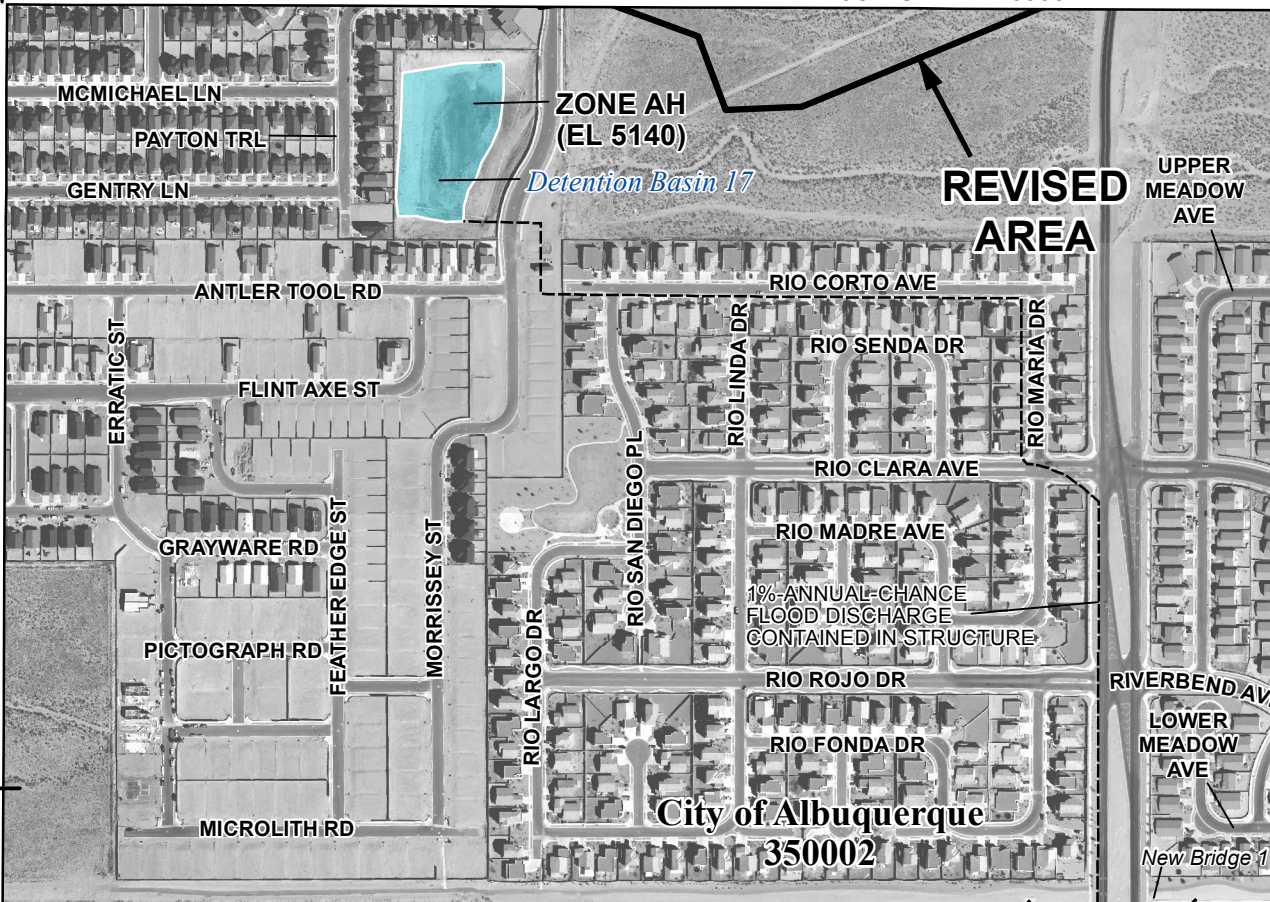 MCMICHAEL LN
PAYTON TRL
GENTRY LN
ZONE AH
(EL 5140)
Detention Basin 17
REVISED
AREA
UPPER
MEADOW
AVE
ANTLER TOOL RD
RIO CORTO AVE
ERRATIC ST
FLINT AXE ST
RIO LINDA DR
RIO SENDA DR
RIO MARIA DR
RIO SAN DIEGO PL
RIO CLARA AVE
GRAYWARE RD
FEATHER EDGE ST
MORRISSEY ST
RIO MADRE AVE
1%-ANNUAL-CHANCE
FLOOD DISCHARGE
CONTAINED IN STRUCTURE
PICTOGRAPH RD
RIO LARGO DR
RIO ROJO DR
RIVERBEND AVE
LOWER
MEADOW
AVE
RIO FONDA DR
MICROLITH RD
City of Albuquerque
350002
New Bridge 1